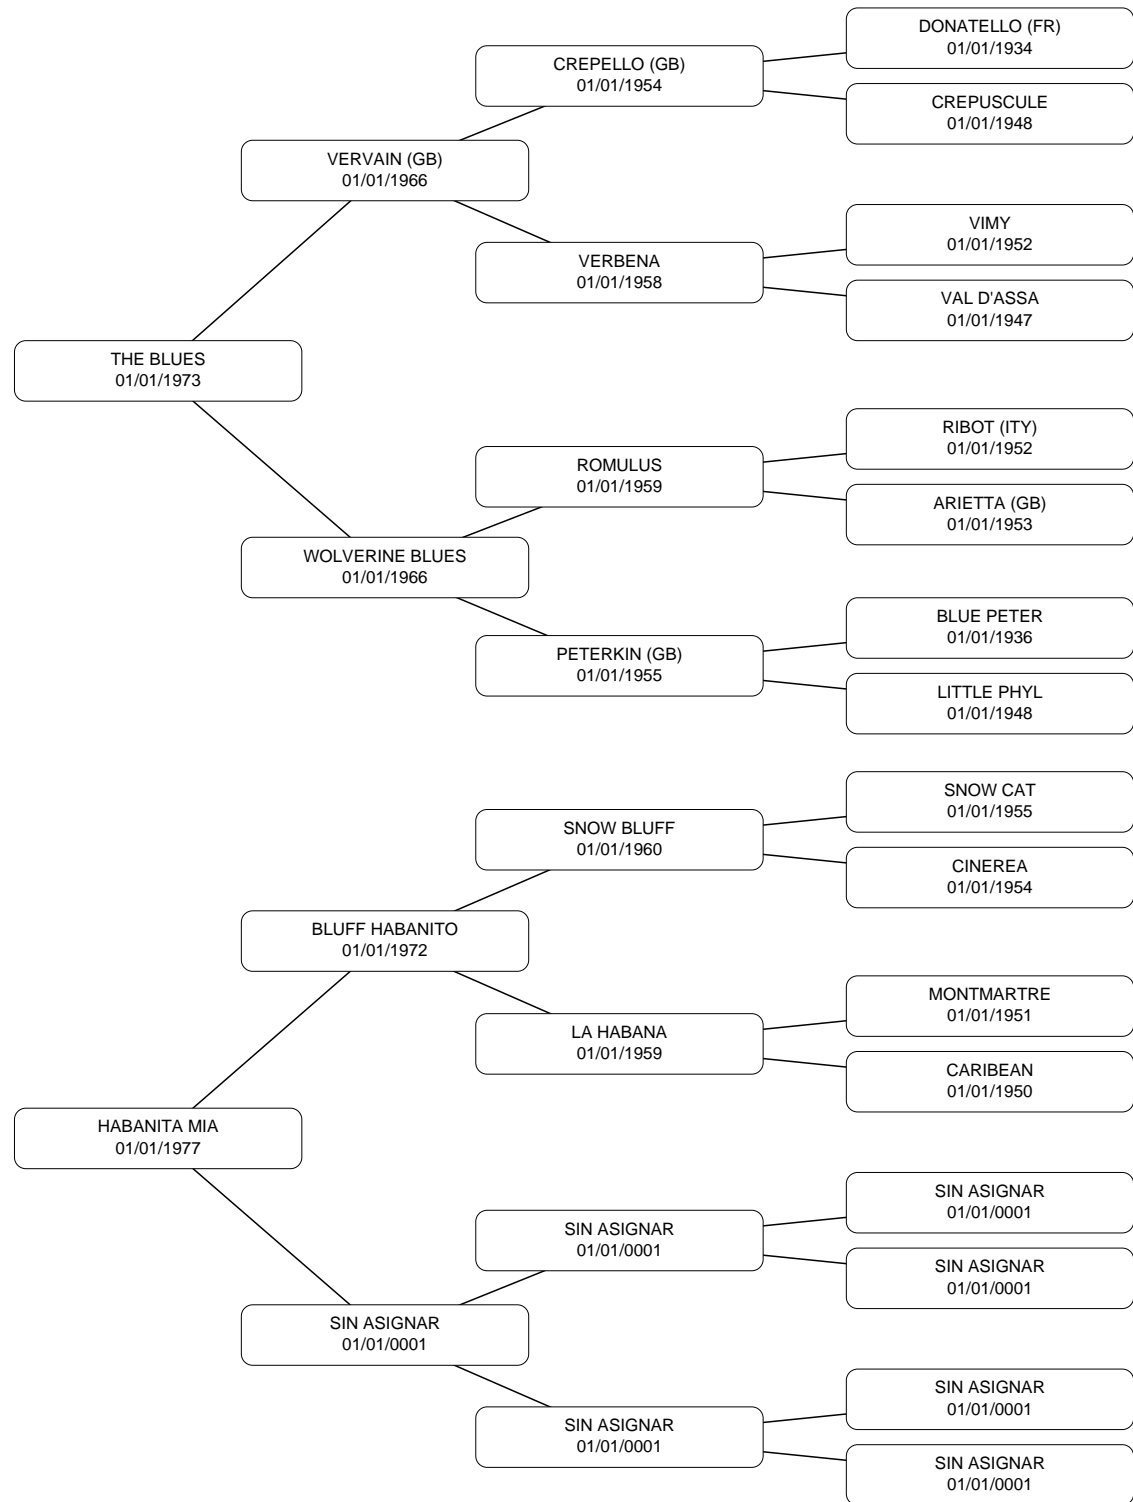 DONATELLO (FR)
01/01/1934
CREPELLO (GB)
01/01/1954
CREPUSCULE
01/01/1948
VERVAIN (GB)
01/01/1966
VIMY
01/01/1952
VERBENA
01/01/1958
VAL D'ASSA
01/01/1947
THE BLUES
01/01/1973
RIBOT (ITY)
01/01/1952
ROMULUS
01/01/1959
ARIETTA (GB)
01/01/1953
WOLVERINE BLUES
01/01/1966
BLUE PETER
01/01/1936
PETERKIN (GB)
01/01/1955
LITTLE PHYL
01/01/1948
SNOW CAT
01/01/1955
SNOW BLUFF
01/01/1960
CINEREA
01/01/1954
BLUFF HABANITO
01/01/1972
MONTMARTRE
01/01/1951
LA HABANA
01/01/1959
CARIBEAN
01/01/1950
HABANITA MIA
01/01/1977
SIN ASIGNAR
01/01/0001
SIN ASIGNAR
01/01/0001
SIN ASIGNAR
01/01/0001
SIN ASIGNAR
01/01/0001
SIN ASIGNAR
01/01/0001
SIN ASIGNAR
01/01/0001
SIN ASIGNAR
01/01/0001